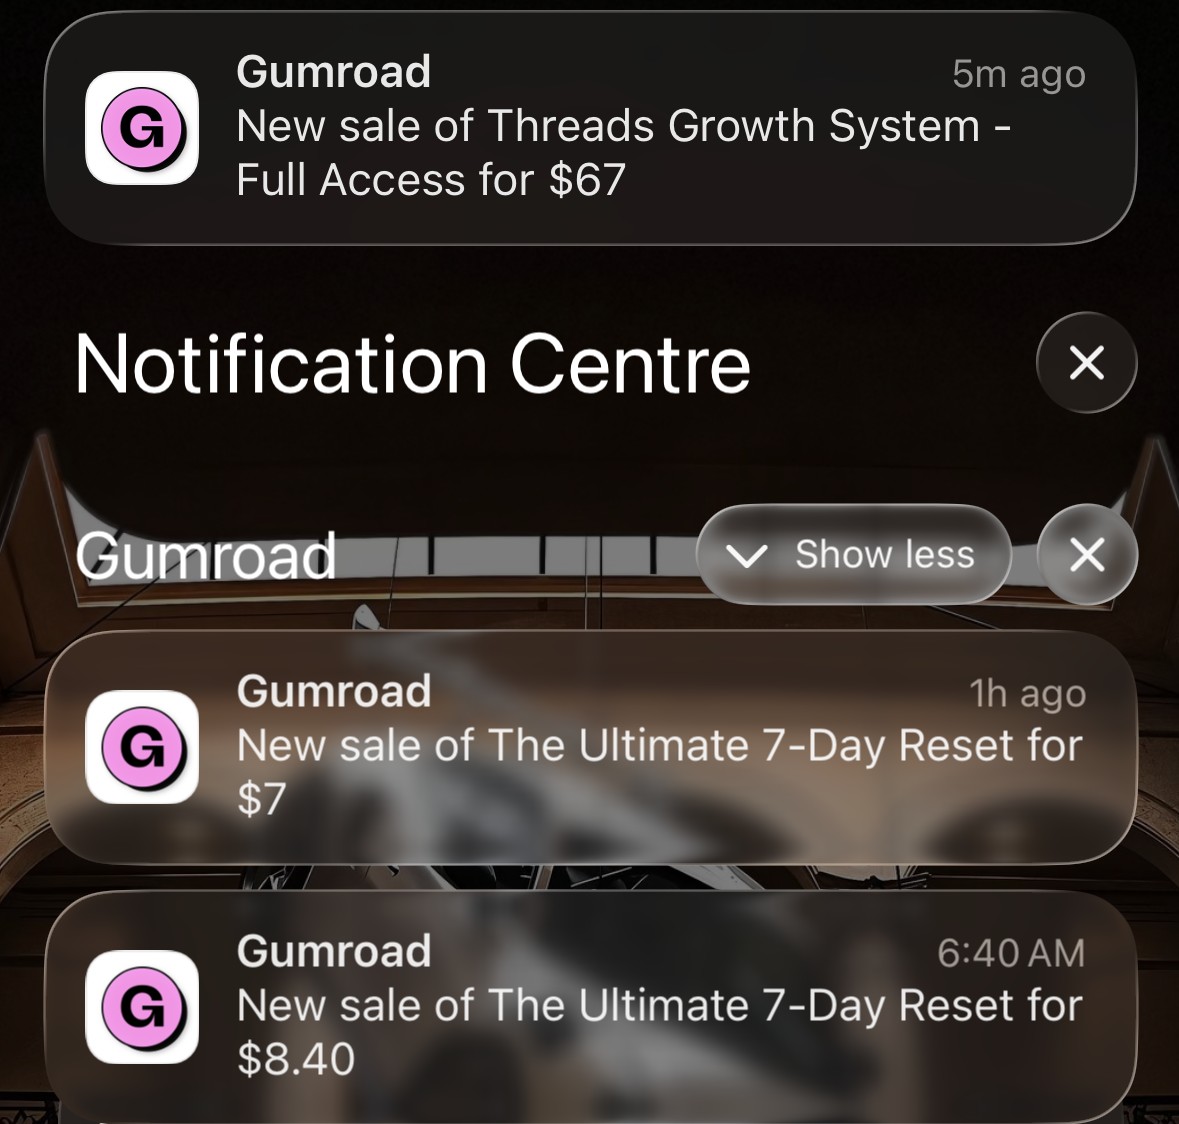 Gumroad
5m ago
New sale of Threads Growth System -
Full Access for $67
Notification Centre
Gumroad
Show less
Gumroad
1h ago
New sale of The Ultimate 7-Day Reset for
$7
Gumroad
6:40 AM
New sale of The Ultimate 7-Day Reset for
$8.40